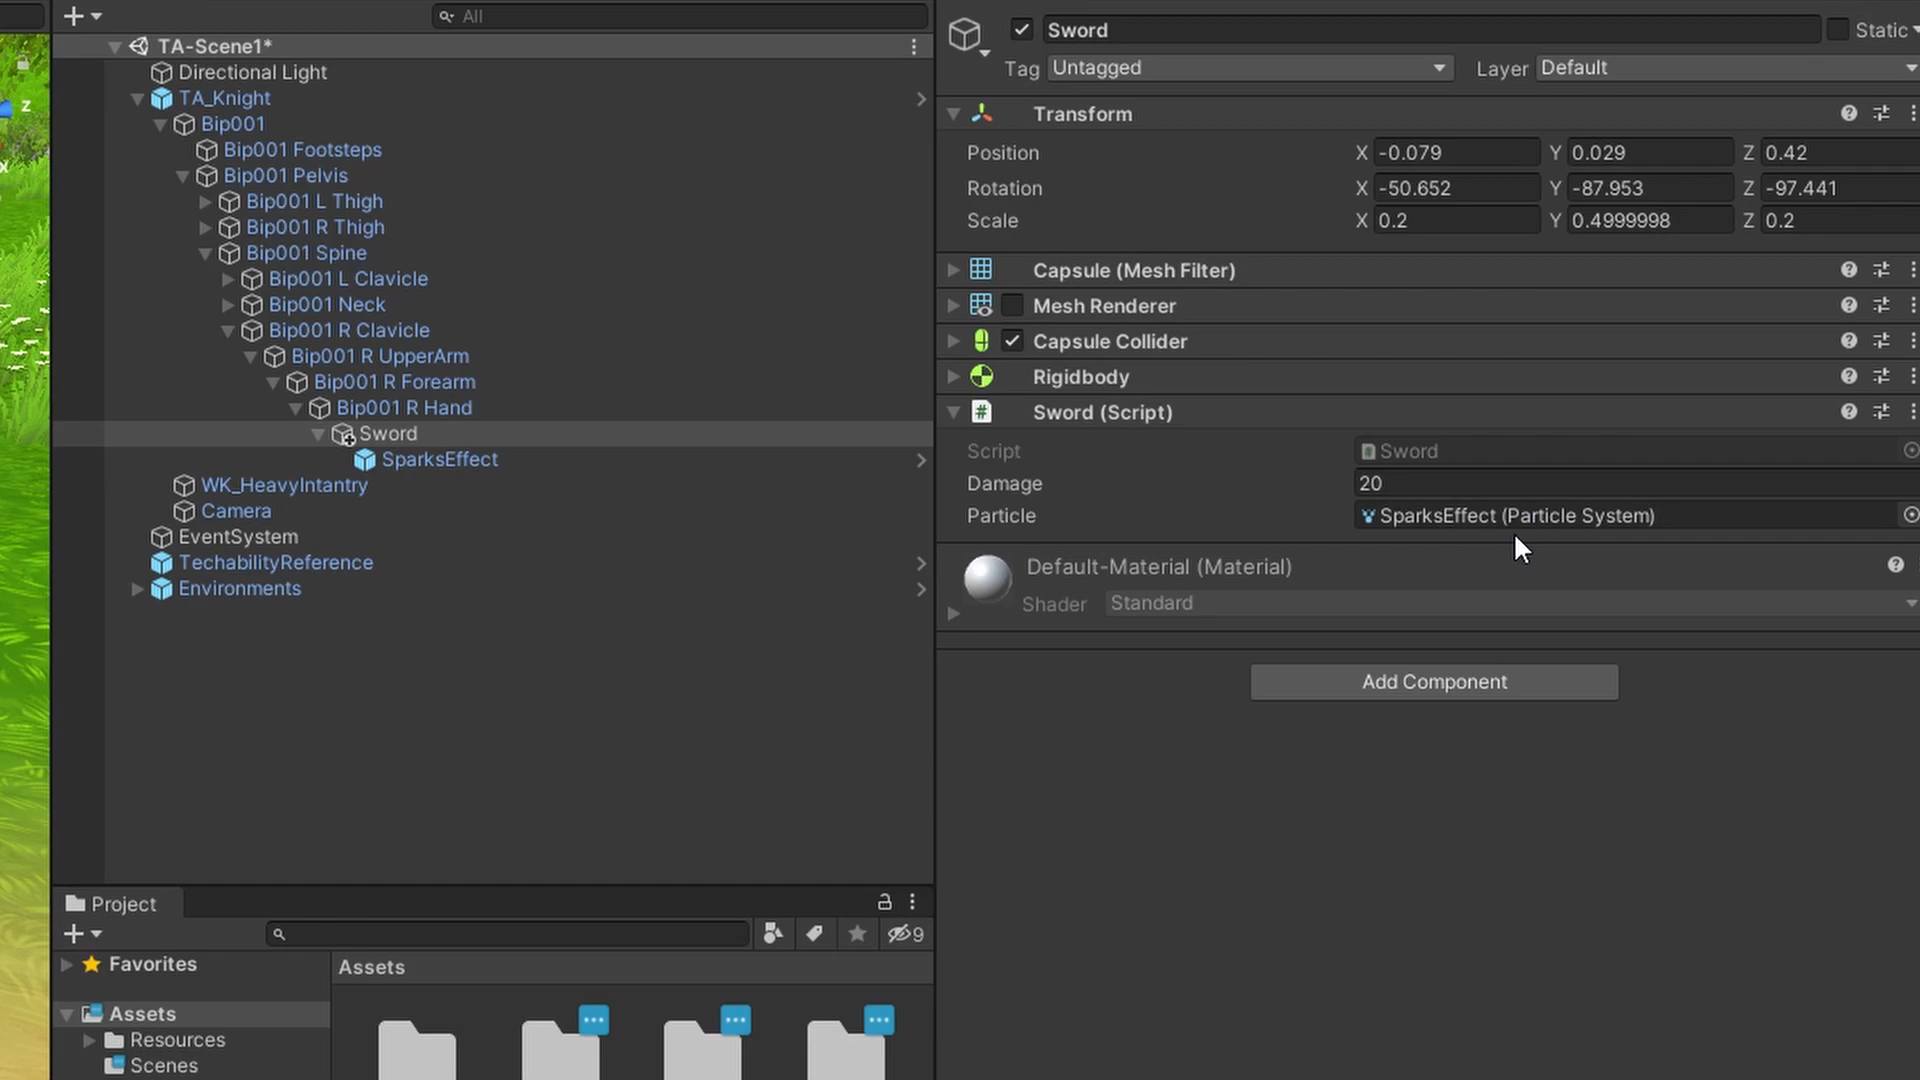 All
TA-Scene1*
Directional Light
TA_Knight
Bip001
Bip001 Footsteps
Bip001 Pelvis
Bip001 L Thigh
Bip001 R Thigh
Bip001 Spine
Bip001 L Clavicle
Bip001 Neck
Bip001 R Clavicle
Bip001 R UpperArm
Bip001 R Forearm
Bip001 R Hand
Sword
SparksEffect
WK_HeavyIntantry
Camera
EventSystem
TechabilityReference
Environments
Project
9
Favorites
Assets
Resources
Scenes
Assets
z
x
Sword
Static
Tag Untagged Layer Default
Transform
Position X -0.079 Y 0.029 Z 0.42
Rotation X -50.652 Y -87.953 Z -97.441
Scale X 0.2 Y 0.4999998 Z 0.2
Capsule (Mesh Filter)
Mesh Renderer
Capsule Collider
Rigidbody
# Sword (Script)
Script Sword
Damage 20
Particle SparksEffect (Particle System)
Default-Material (Material)
Shader Standard
Add Component